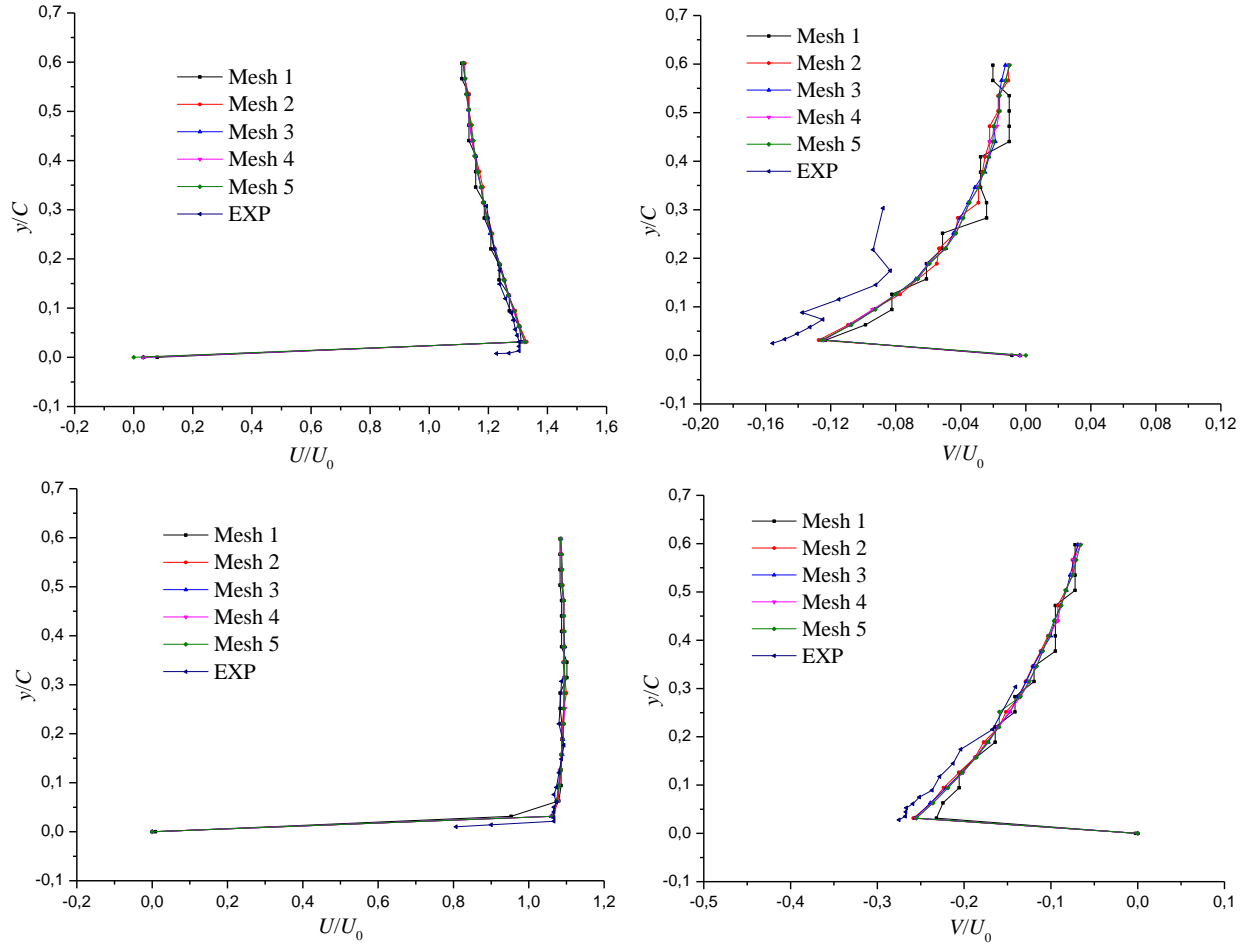 0,7
0,6
0,5
0,4
0,3
0,2
0,1
0,0
-0,1
y/C
Mesh 1
Mesh 2
Mesh 3
Mesh 4
Mesh 5
EXP
-0,2 0,0 0,2 0,4 0,6 0,8 1,0 1,2 1,4 1,6
U/U0
0,7
0,6
0,5
0,4
0,3
0,2
0,1
0,0
-0,1
y/C
Mesh 1
Mesh 2
Mesh 3
Mesh 4
Mesh 5
EXP
-0,20 -0,16 -0,12 -0,08 -0,04 0,00 0,04 0,08 0,12
V/U0
0,7
0,6
0,5
0,4
0,3
0,2
0,1
0,0
-0,1
y/C
Mesh 1
Mesh 2
Mesh 3
Mesh 4
Mesh 5
EXP
-0,2 0,0 0,2 0,4 0,6 0,8 1,0 1,2
U/U0
0,7
0,6
0,5
0,4
0,3
0,2
0,1
0,0
-0,1
y/C
Mesh 1
Mesh 2
Mesh 3
Mesh 4
Mesh 5
EXP
-0,5 -0,4 -0,3 -0,2 -0,1 0,0 0,1
V/U0